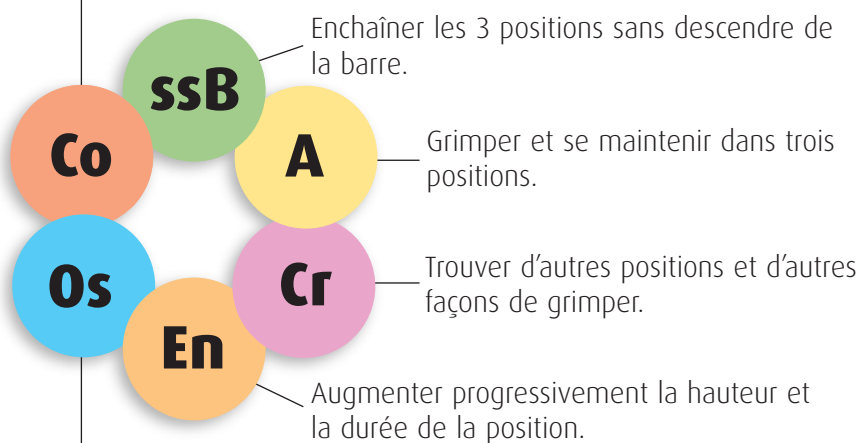 Enchaîner les 3 positions sans descendre de
la barre.
ssB
Co
A
Grimper et se maintenir dans trois
positions.
Os
Cr
Trouver d'autres positions et d'autres
façons de grimper.
En
Augmenter progressivement la hauteur et
la durée de la position.